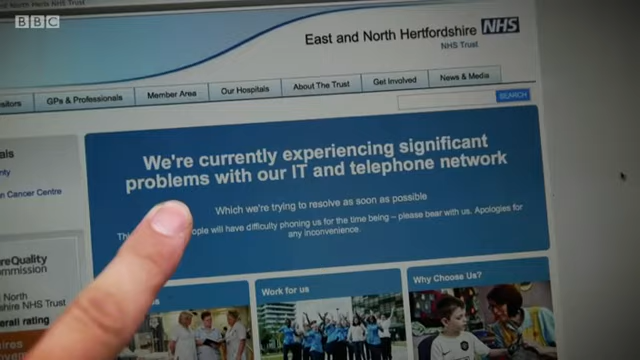 BBC
East and North Hertfordshire NHS
NHS Trust
GPs & Professionals
Member Area
Our Hospitals
About The Trust
Get Involved
News & Media
SEARCH
We're currently experiencing significant
problems with our IT and telephone network
Which we're trying to resolve as soon as possible
people will have difficulty phoning us for the time being – please bear with us. Apologies for
any inconvenience.
Cancer Centre
North
Hertfordshire NHS Trust
rating
Work for us
Why Choose Us?